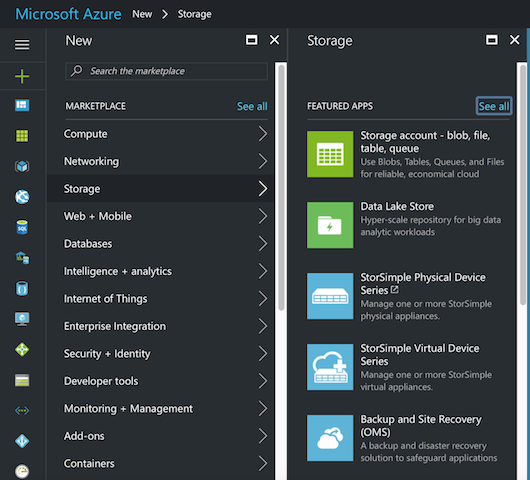 Microsoft Azure New > Storage
New
Search the marketplace
MARKETPLACE See all
Compute
Networking
Storage
Web + Mobile
Databases
Intelligence + analytics
Internet of Things
Enterprise Integration
Security + Identity
Developer tools
Monitoring + Management
Add-ons
Containers
Storage
FEATURED APPS See all
Storage account - blob, file,
table, queue
Use Blobs, Tables, Queues, and Files
for reliable, economical cloud
Data Lake Store
Hyper-scale repository for big data
analytic workloads
StorSimple Physical Device
Series
Manage one or more StorSimple
physical appliances.
StorSimple Virtual Device
Series
Manage one or more StorSimple
virtual appliances.
Backup and Site Recovery
(OMS)
A backup and disaster recovery
solution to safeguard applications
SQL